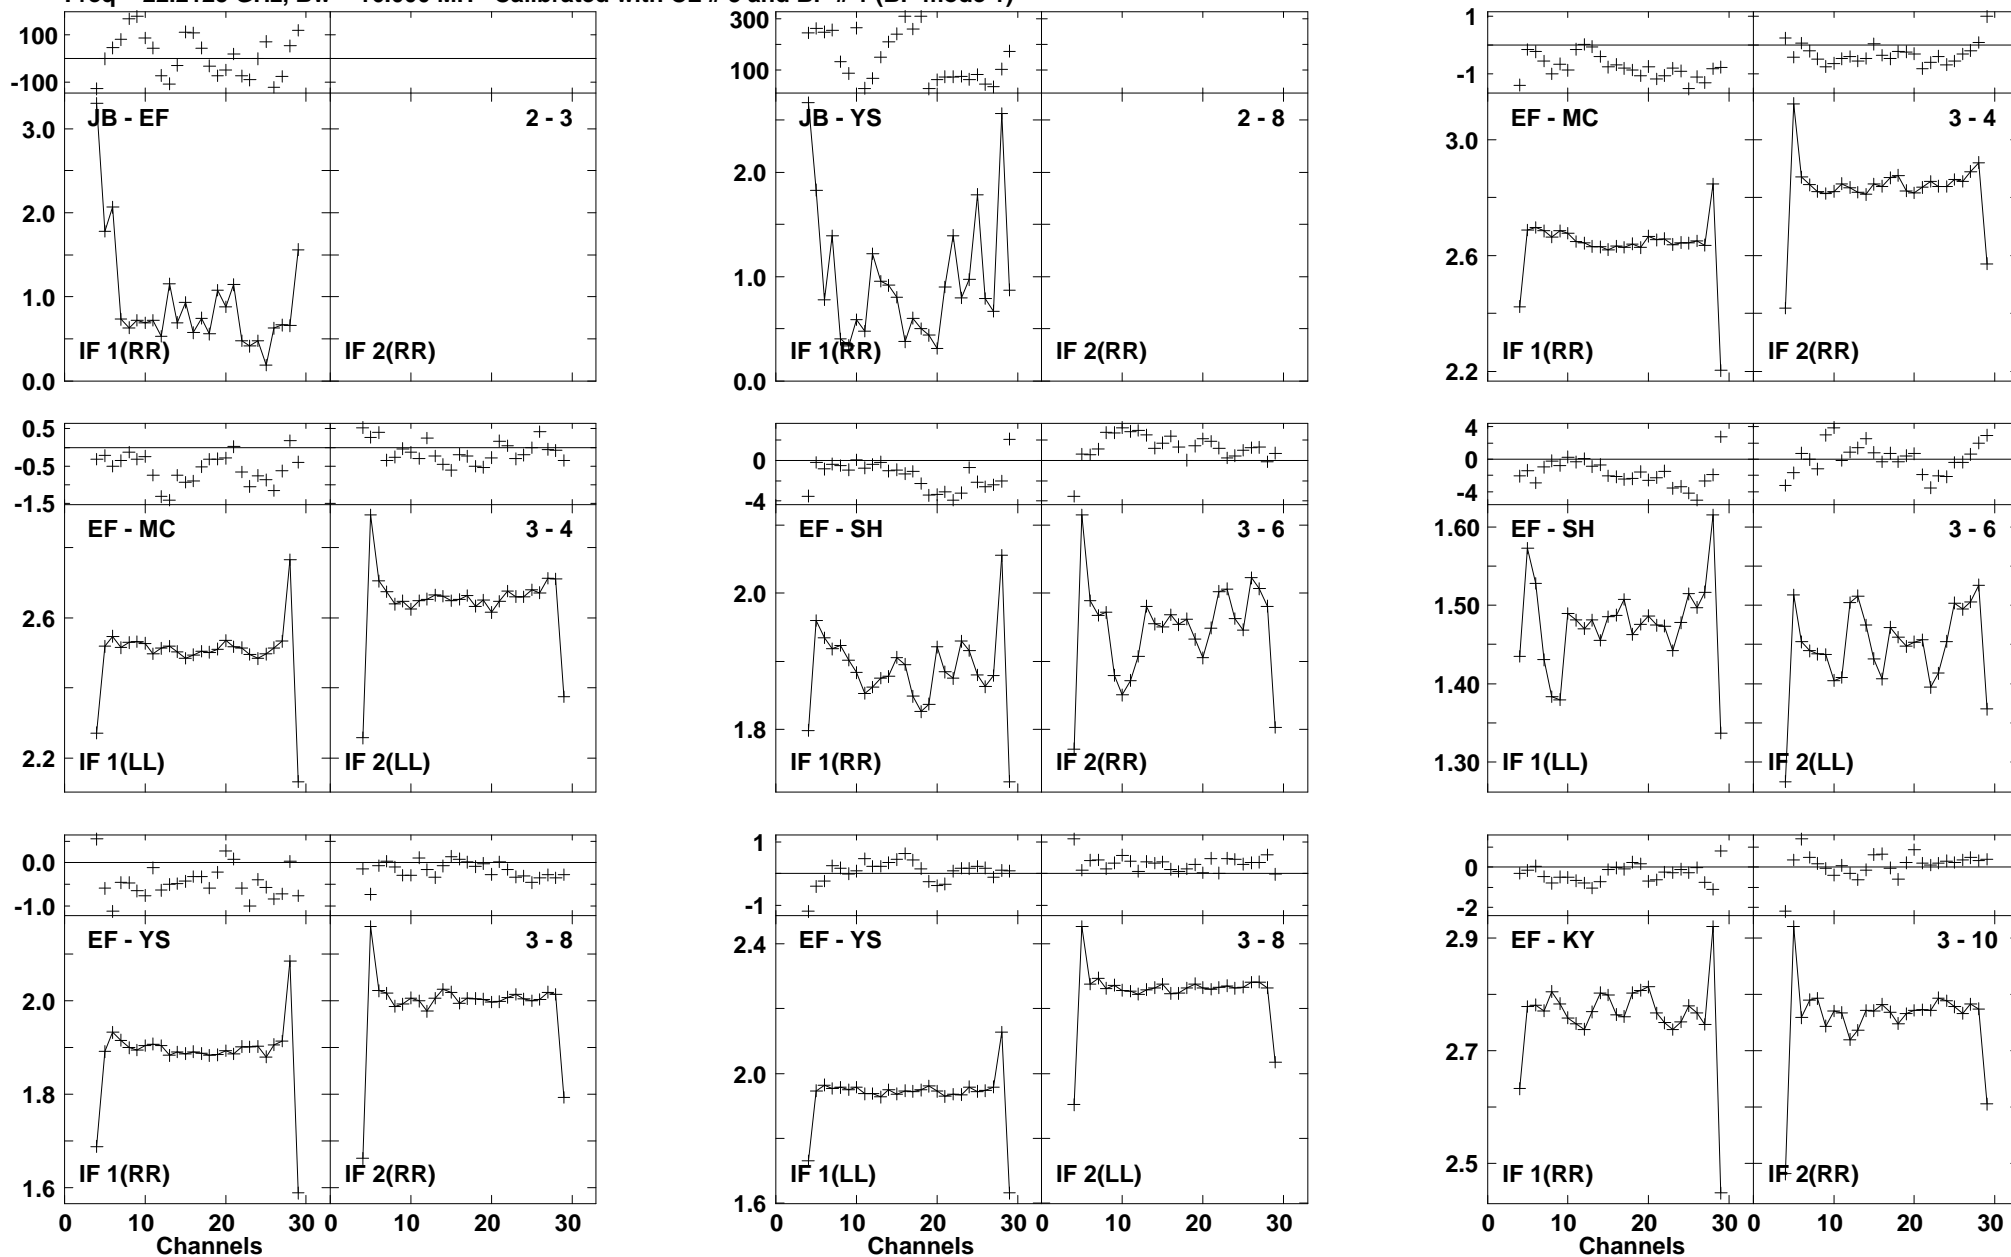 100
-100
JB - EF
2 - 3
3.0
2.0
1.0
0.0
IF 1(RR)
IF 2(RR)
300
100
JB - YS
2 - 8
2.0
1.0
0.0
IF 1(RR)
IF 2(RR)
1
-1
EF - MC
3 - 4
3.0
2.6
2.2
IF 1(RR)
IF 2(RR)
0.5
-0.5
-1.5
EF - MC
3 - 4
2.6
2.2
IF 1(LL)
IF 2(LL)
0
-4
EF - SH
3 - 6
2.0
1.8
IF 1(RR)
IF 2(RR)
4
0
-4
EF - SH
3 - 6
1.60
1.50
1.40
1.30
IF 1(LL)
IF 2(LL)
0.0
-1.0
EF - YS
3 - 8
2.0
1.8
1.6
IF 1(RR)
IF 2(RR)
0 10 20 30 0 10 20 30
Channels
1
-1
EF - YS
3 - 8
2.4
2.0
1.6
IF 1(LL)
IF 2(LL)
0 10 20 30 0 10 20 30
Channels
0
-2
EF - KY
3 - 10
2.9
2.7
2.5
IF 1(RR)
IF 2(RR)
0 10 20 30 0 10 20 30
Channels